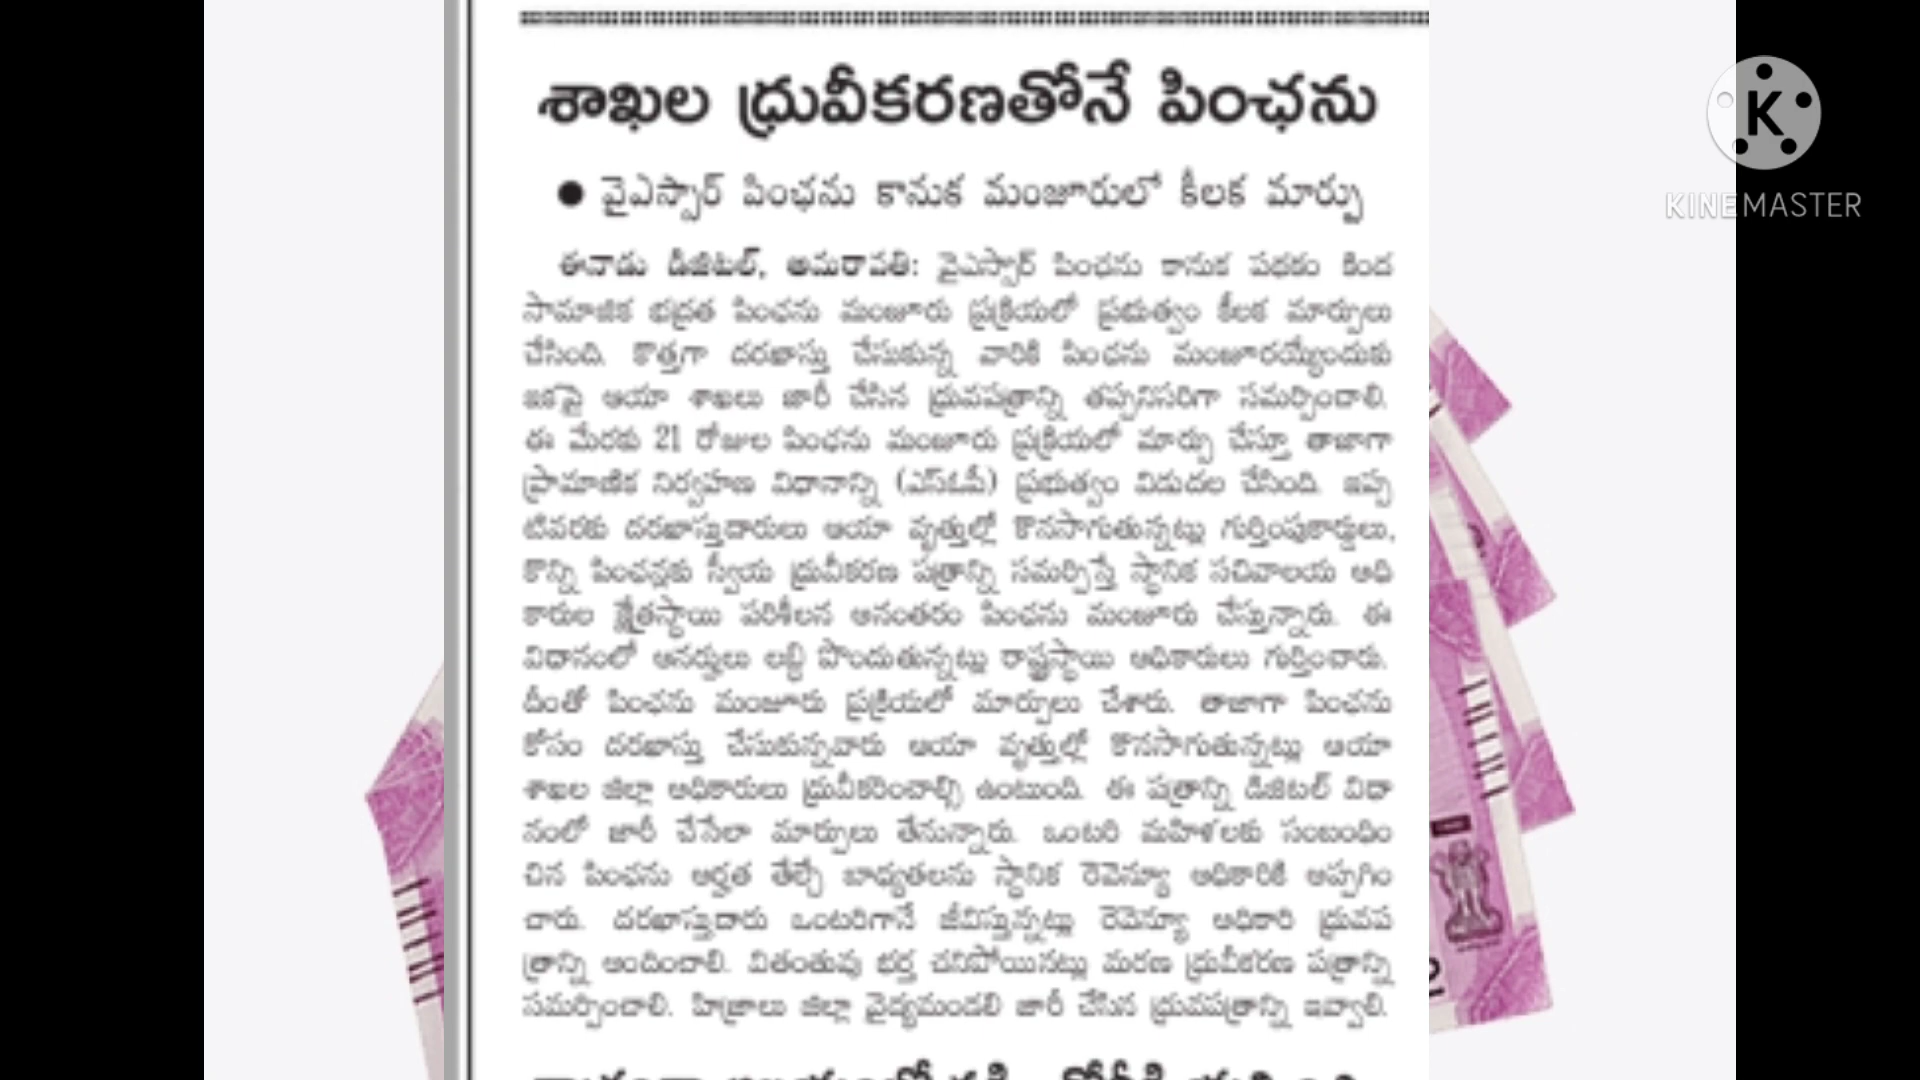 శాఖల ధ్రువీకరణతోనే పింఛను
● వైఎస్సార్ పింఛను కానుక మంజూరులో కీలక మార్పు
ఈనాడు డిజిటల్, అమరావతి: వైఎస్సార్ పింఛను కానుక పథకం కింద
సామాజిక భద్రత పింఛను మంజూరు ప్రక్రియలో ప్రభుత్వం కీలక మార్పులు
చేసింది. కొత్తగా దరఖాస్తు చేసుకున్న వారికి పింఛను మంజూరయ్యేందుకు
ఇకపై ఆయా శాఖలు జారీ చేసిన ధ్రువపత్రాన్ని తప్పనిసరిగా సమర్పించాలి.
ఈ మేరకు 21 రోజుల పింఛను మంజూరు ప్రక్రియలో మార్పు చేస్తూ తాజాగా
ప్రామాణిక నిర్వహణ విధానాన్ని (ఎస్ఓపీ) ప్రభుత్వం విడుదల చేసింది. ఇప్ప
టివరకు దరఖాస్తుదారులు ఆయా వృత్తుల్లో కొనసాగుతున్నట్లు గుర్తింపుకార్డులు,
కొన్ని పింఛన్లకు స్వీయ ధ్రువీకరణ పత్రాన్ని సమర్పిస్తే స్థానిక సచివాలయ అధి
కారుల క్షేత్రస్థాయి పరిశీలన అనంతరం పింఛను మంజూరు చేస్తున్నారు. ఈ
విధానంలో అనర్హులు లబ్ధి పొందుతున్నట్లు రాష్ట్రస్థాయి అధికారులు గుర్తించారు.
దీంతో పింఛను మంజూరు ప్రక్రియలో మార్పులు చేశారు. తాజాగా పింఛను
కోసం దరఖాస్తు చేసుకున్నవారు ఆయా వృత్తుల్లో కొనసాగుతున్నట్లు ఆయా
శాఖల జిల్లా అధికారులు ధ్రువీకరించాల్సి ఉంటుంది. ఈ పత్రాన్ని డిజిటల్ విధా
నంలో జారీ చేసేలా మార్పులు తేనున్నారు. ఒంటరి మహిళలకు సంబంధిం
చిన పింఛను అర్హత తేల్చే బాధ్యతలను స్థానిక రెవెన్యూ అధికారికి అప్పగిం
చారు. దరఖాస్తుదారు ఒంటరిగానే జీవిస్తున్నట్లు రెవెన్యూ అధికారి ధ్రువప
త్రాన్ని అందించాలి. వితంతువు భర్త చనిపోయినట్లు మరణ ధ్రువీకరణ పత్రాన్ని
సమర్పించాలి. హిజ్రాలు జిల్లా వైద్యమండలి జారీ చేసిన ధ్రువపత్రాన్ని ఇవ్వాలి.
K
KINEMASTER